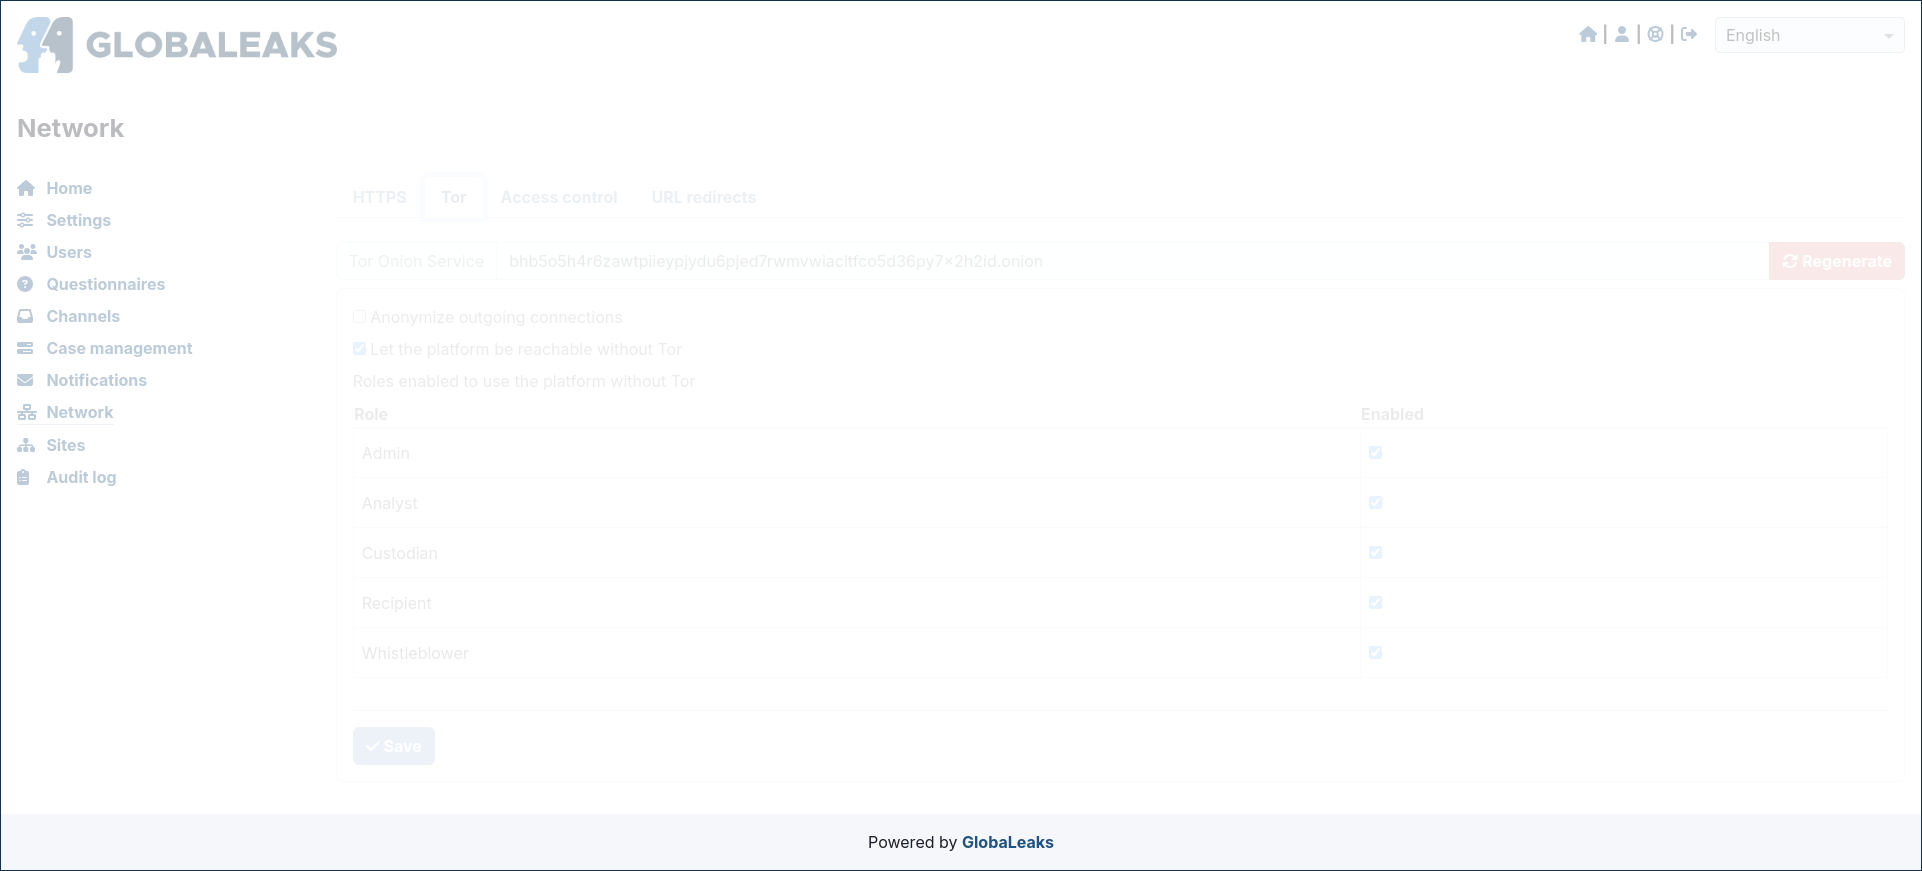 GLOBALEAKS
English
Network
Home
Settings
Users
Questionnaires
Channels
Case management
Notifications
Network
Sites
Audit log
HTTPS Tor Access control URL redirects
Tor Onion Service bhb5o5h4r6zawtpiieypjydu6pjed7rwmvwiacitfco5d36py7x2h2id.onion Regenerate
Anonymize outgoing connections
Let the platform be reachable without Tor
Roles enabled to use the platform without Tor
Role Enabled
Admin
Analyst
Custodian
Recipient
Whistleblower
Save
Powered by GlobaLeaks